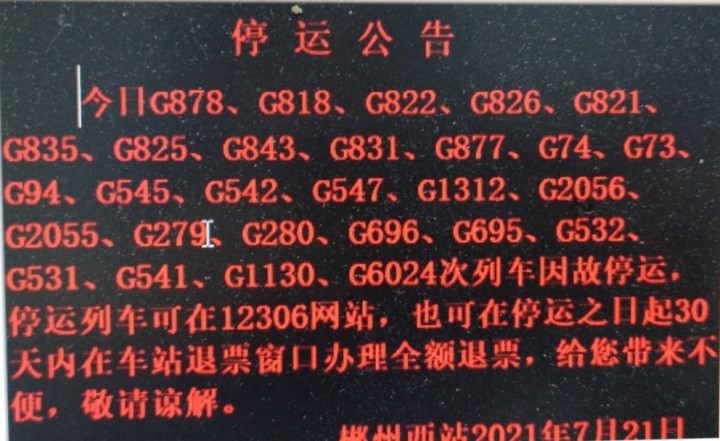 停运公告
今日G878、G818、G822、G826、G821、
G835、G825、G843、G831、G877、G74、G73、
G94、G545、G542、G547、G1312、G2056、
G2055、G279、G280、G696、G695、G532、
G531、G541、G1130、G6024次列车因故停运，
停运列车可在12306网站，也可在停运之日起30
天内在车站退票窗口办理全额退票，给您带来不
便，敬请谅解。
郴州西站2021年7月21日